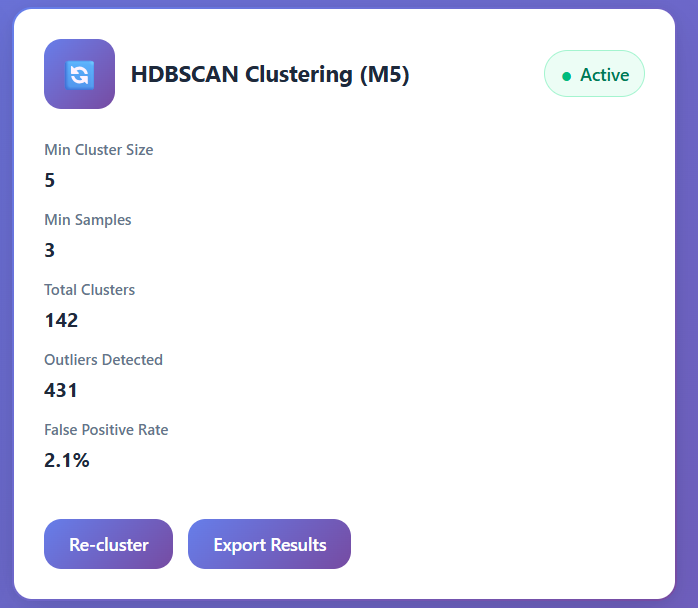 HDBSCAN Clustering (M5)
● Active
Min Cluster Size
5
Min Samples
3
Total Clusters
142
Outliers Detected
431
False Positive Rate
2.1%
Re-cluster
Export Results